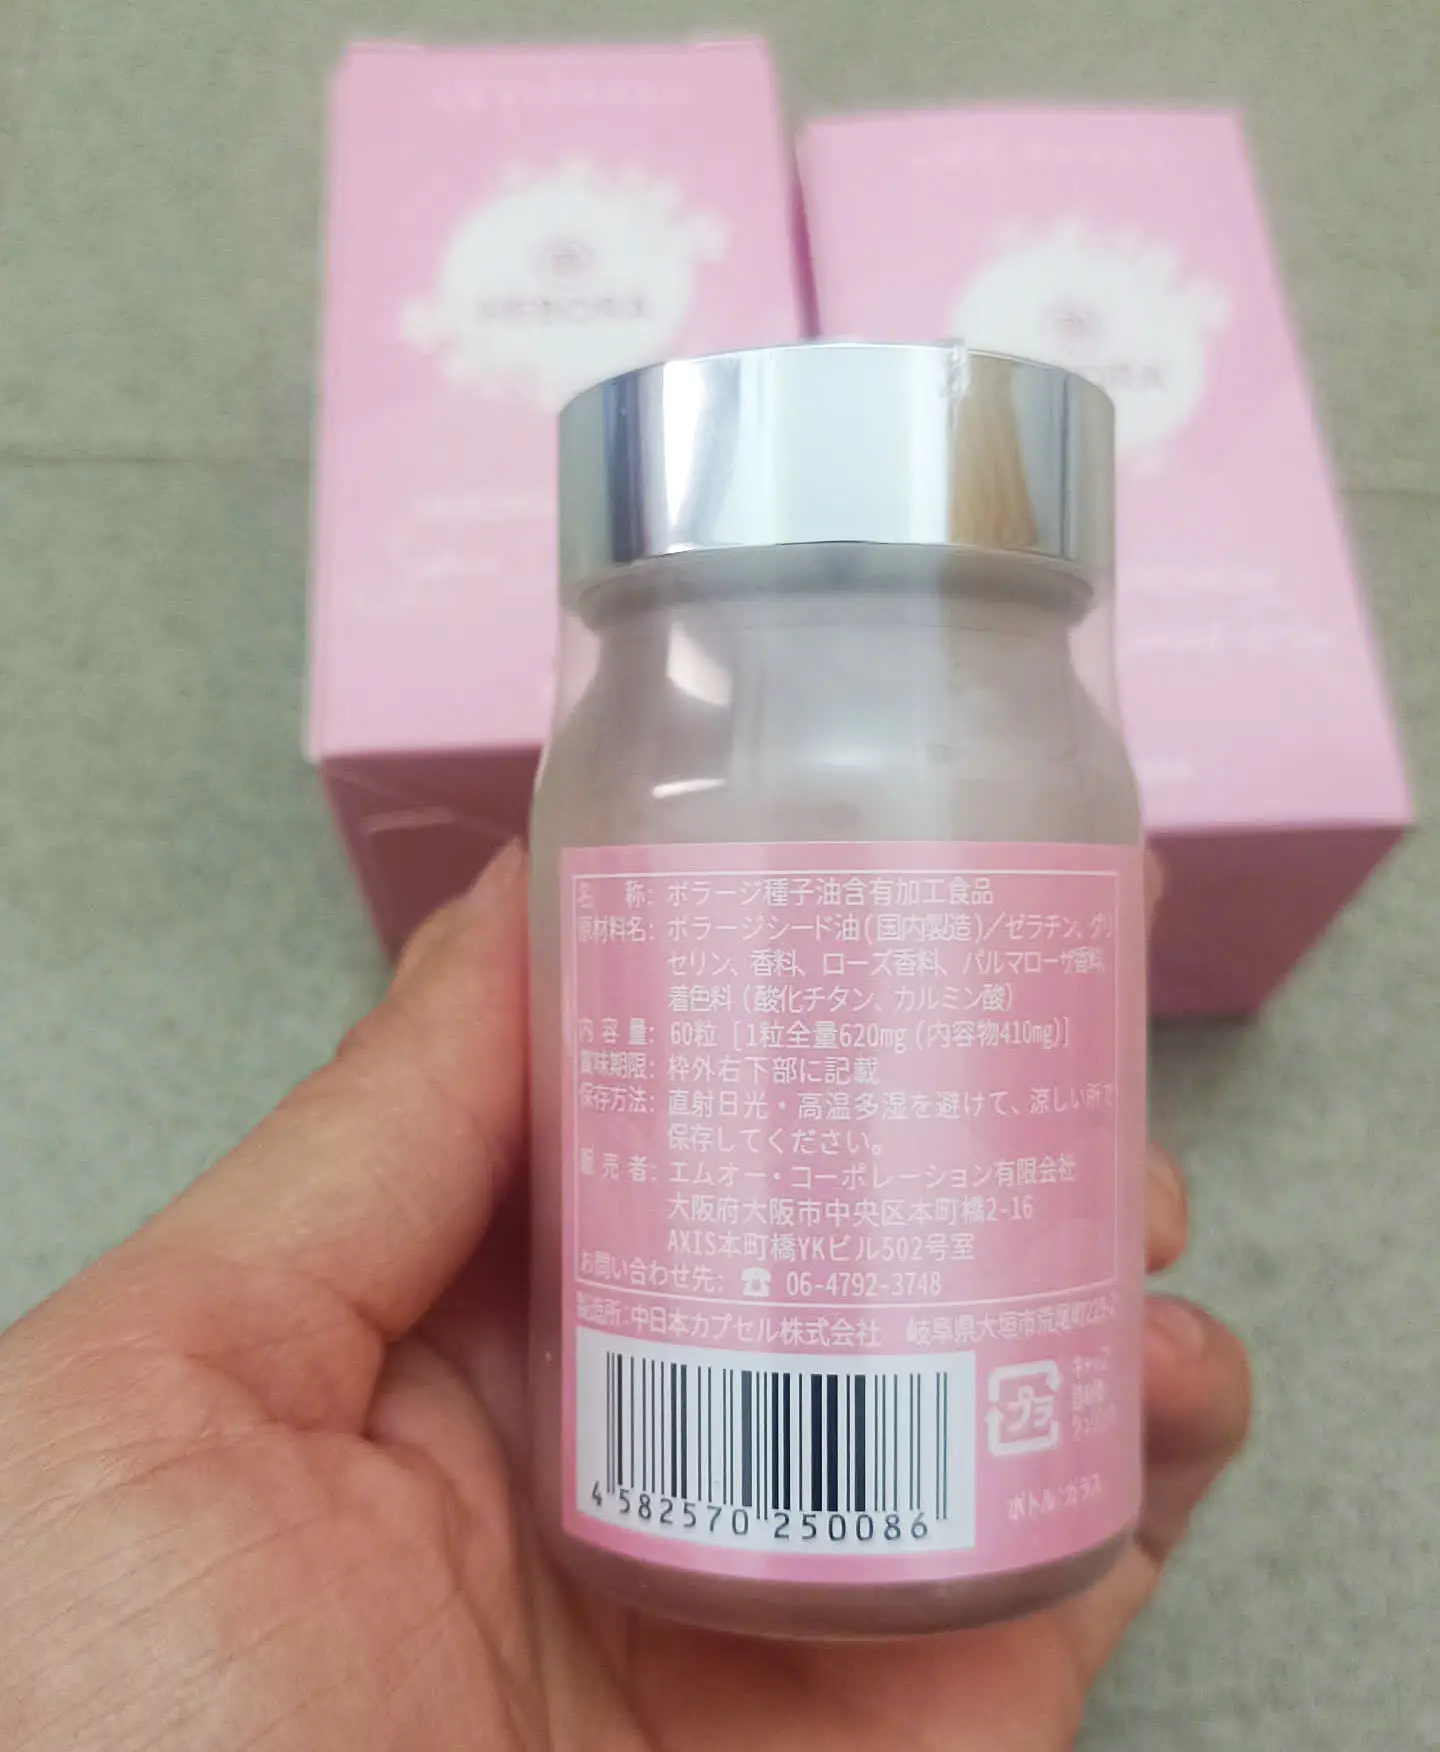 HEBORA
名 称: ボラージ種子油含有加工食品
原材料名: ボラージシード油(国内製造)／ゼラチン、グリ
セリン、香料、ローズ香料、パルマローザ香料、
着色料(酸化チタン、カルミン酸)
内 容 量: 60粒 [1粒全量620mg (内容物410mg)]
賞味期限: 枠外右下部に記載
保存方法: 直射日光・高温多湿を避けて、涼しい所で
保存してください。
販 売 者: エムオー・コーポレーション有限会社
大阪府大阪市中央区本町橋2-16
AXIS本町橋YKビル502号室
お問い合わせ先: ☎ 06-4792-3748
製造所:中日本カプセル株式会社 岐阜県大垣市荒尾町
プラ
ボトル:ガラス
4 582570 250086